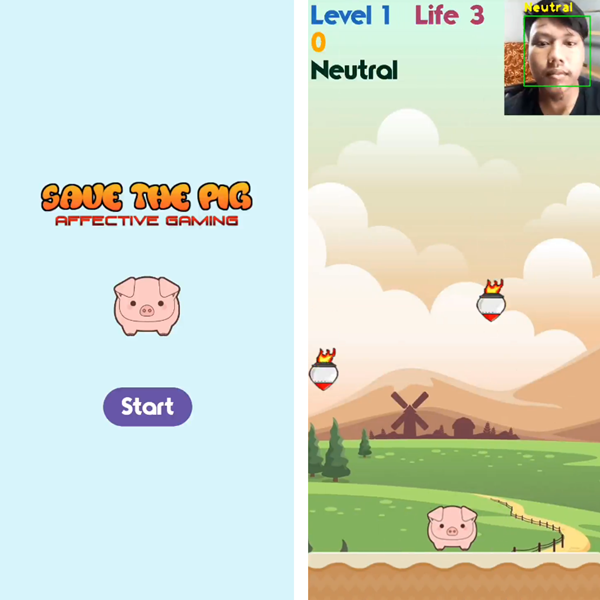 SAVE THE PIG
AFFECTIVE GAMING
Start
Level 1 Life 3
0
Neutral
Neutral